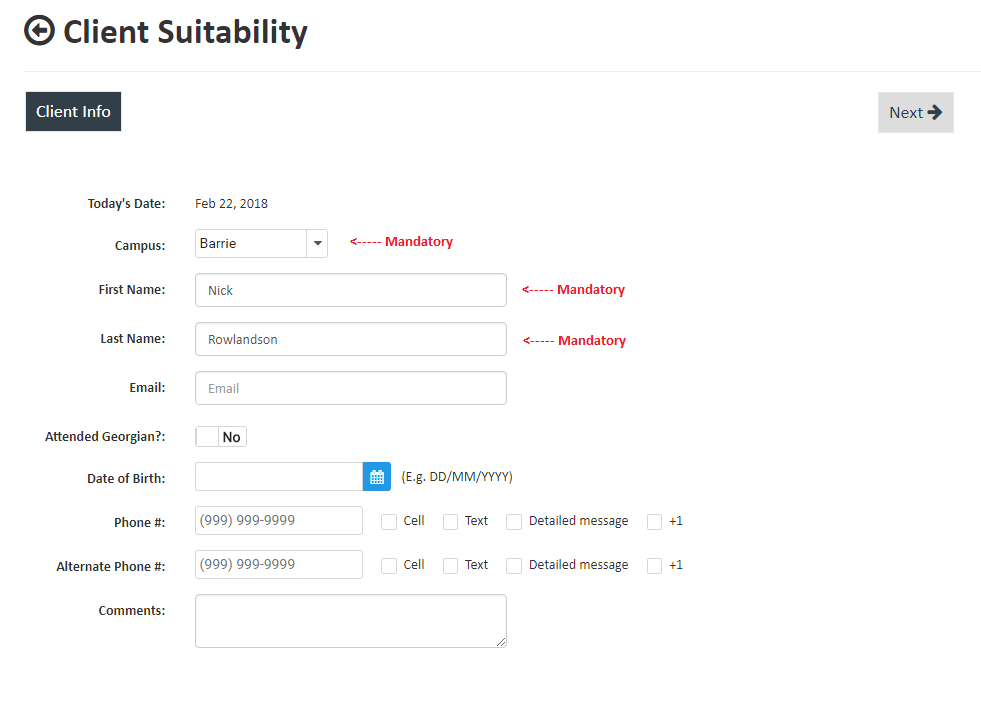 Client Suitability
Client Info
Next
Today's Date: Feb 22, 2018
Campus: Barrie <----- Mandatory
First Name: Nick <----- Mandatory
Last Name: Rowlandson <----- Mandatory
Email: Email
Attended Georgian?: No
Date of Birth: (E.g. DD/MM/YYYY)
Phone #: (999) 999-9999 Cell Text Detailed message +1
Alternate Phone #: (999) 999-9999 Cell Text Detailed message +1
Comments: